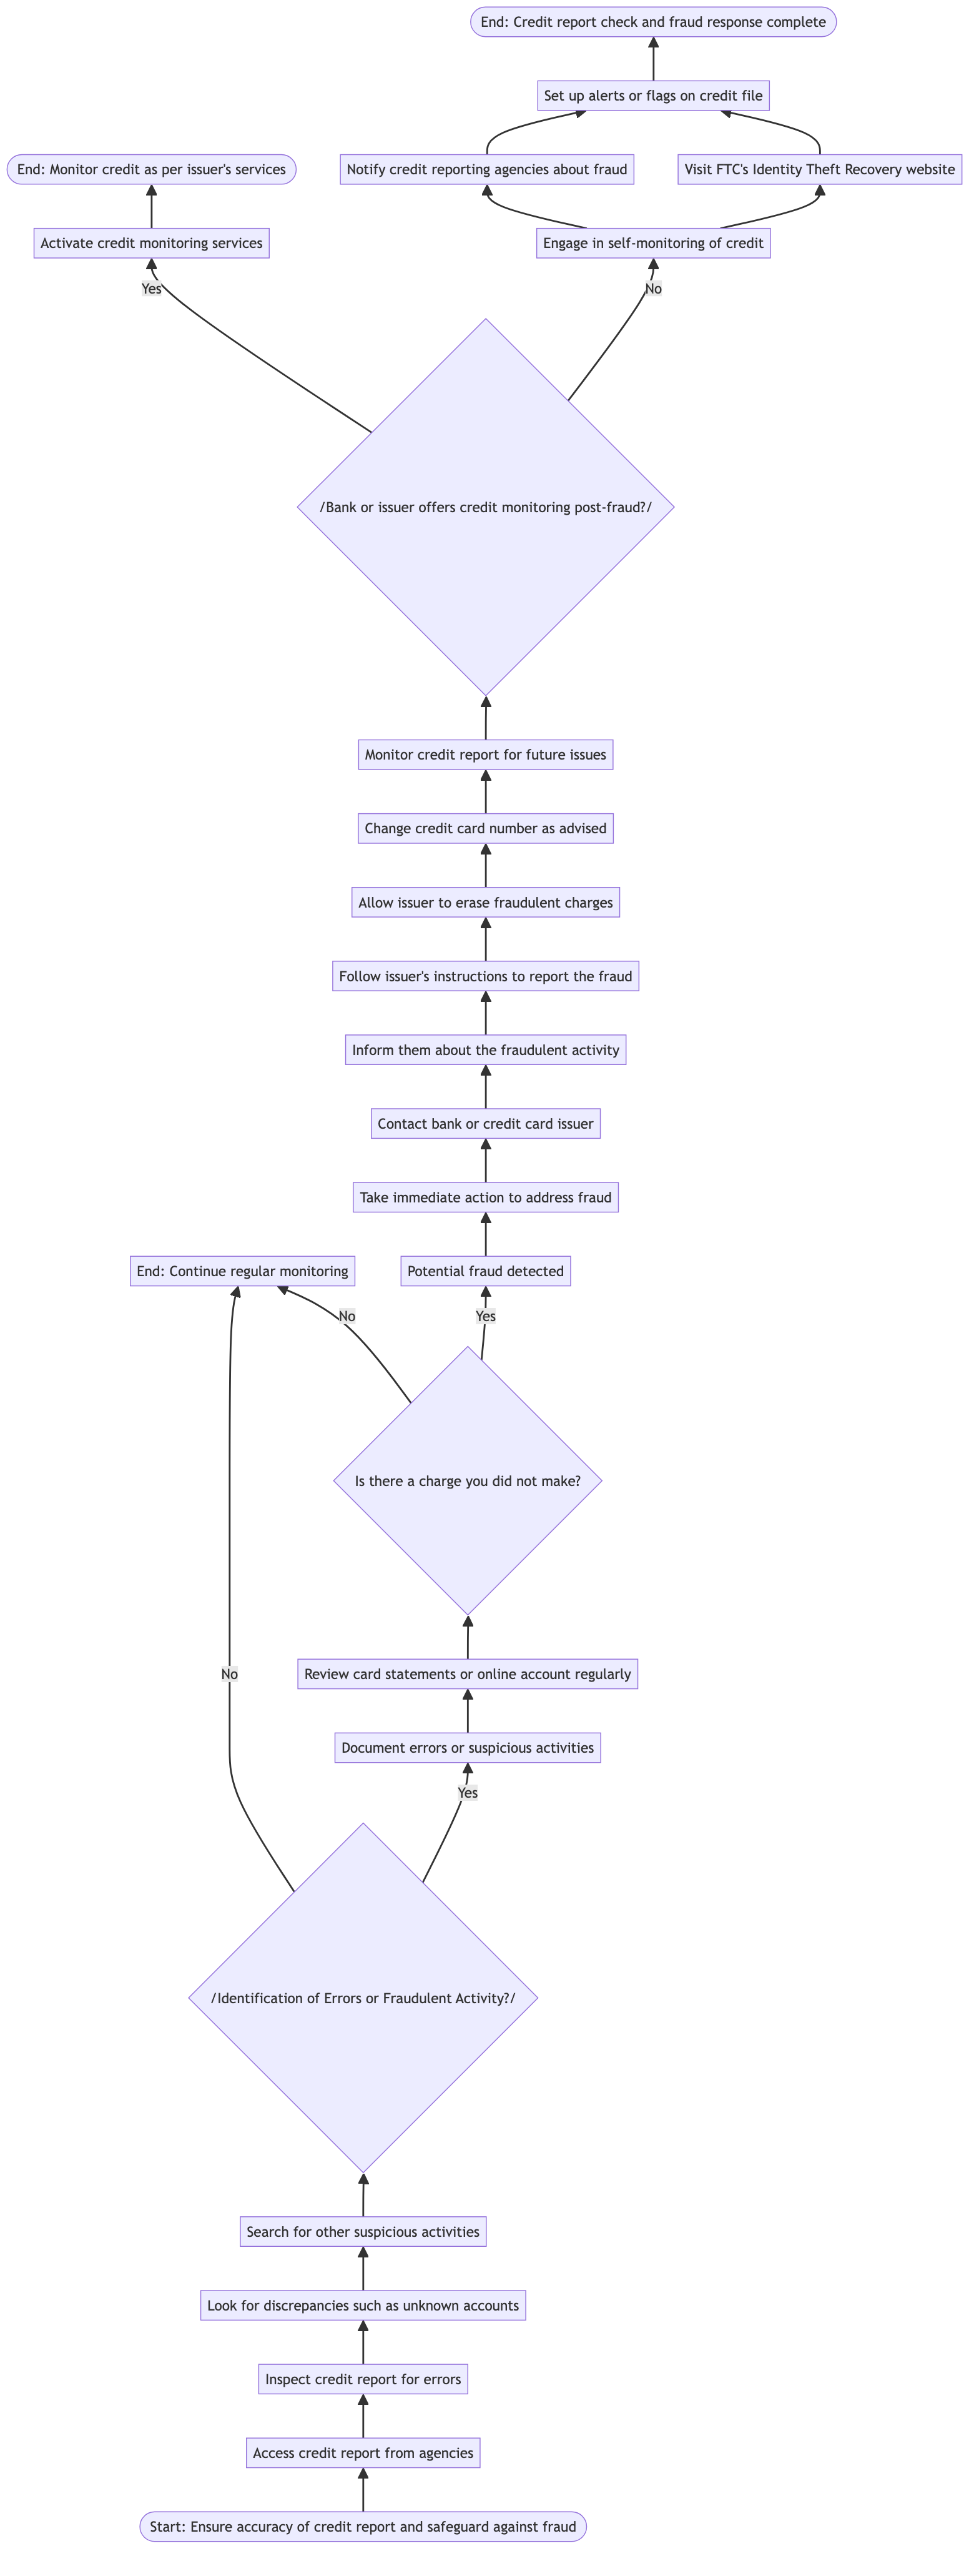 End: Credit report check and fraud response complete
Set up alerts or flags on credit file
End: Monitor credit as per issuer's services
Notify credit reporting agencies about fraud
Visit FTC's Identity Theft Recovery website
Activate credit monitoring services
Engage in self-monitoring of credit
Yes
No
/Bank or issuer offers credit monitoring post-fraud?/
Monitor credit report for future issues
Change credit card number as advised
Allow issuer to erase fraudulent charges
Follow issuer's instructions to report the fraud
Inform them about the fraudulent activity
Contact bank or credit card issuer
Take immediate action to address fraud
End: Continue regular monitoring
Potential fraud detected
No
Yes
Is there a charge you did not make?
No
Review card statements or online account regularly
Document errors or suspicious activities
Yes
/Identification of Errors or Fraudulent Activity?/
Search for other suspicious activities
Look for discrepancies such as unknown accounts
Inspect credit report for errors
Access credit report from agencies
Start: Ensure accuracy of credit report and safeguard against fraud